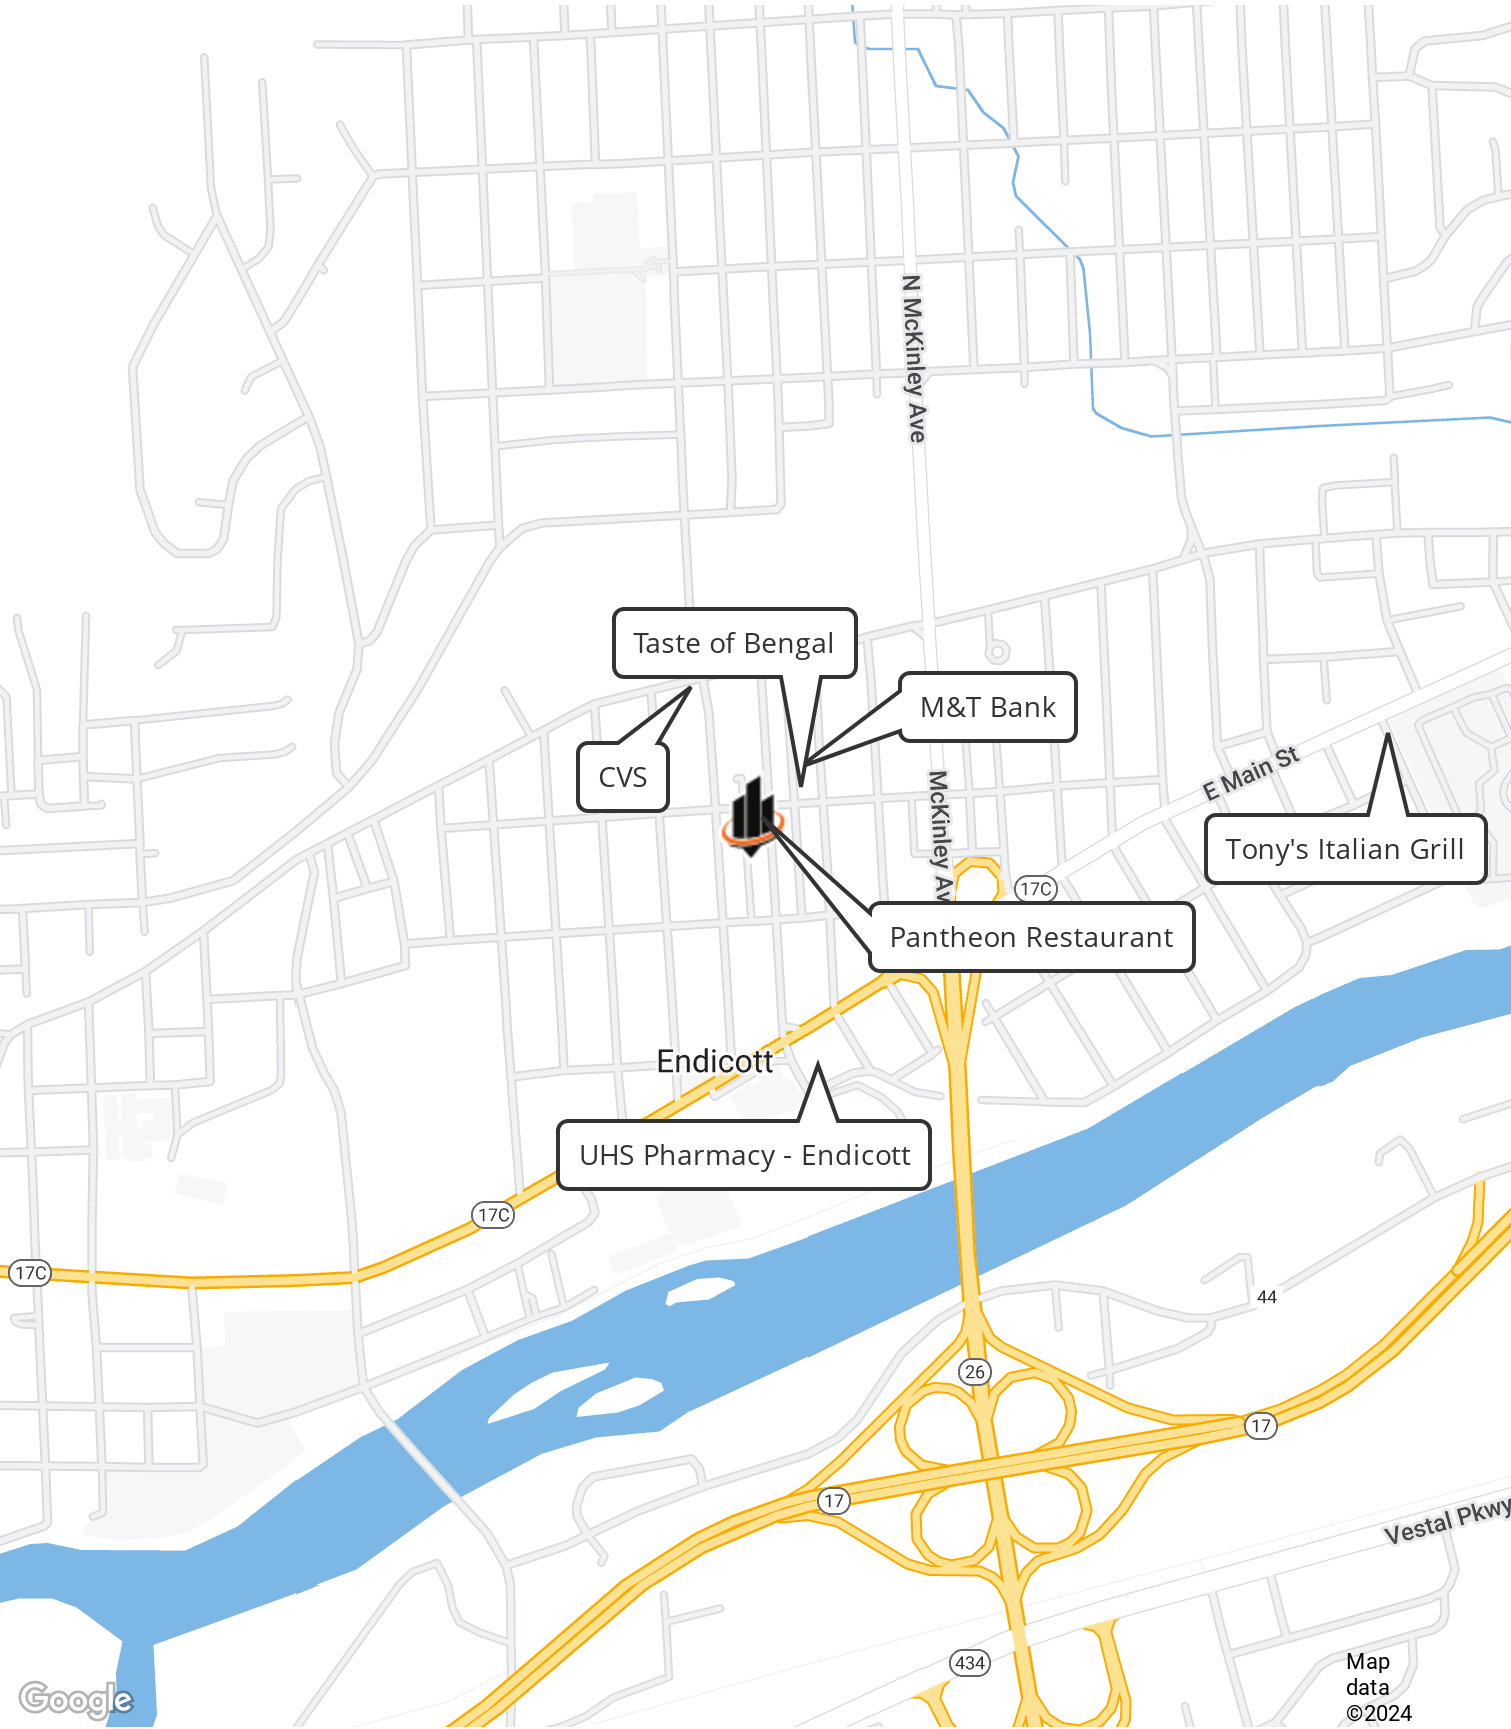 N McKinley Ave
Taste of Bengal
M&T Bank
CVS
E Main St
McKinley Av
Tony's Italian Grill
17C
Pantheon Restaurant
Endicott
UHS Pharmacy - Endicott
17C
17C
44
26
17
17
Vestal Pkwy
434
Map
data
©2024
Google